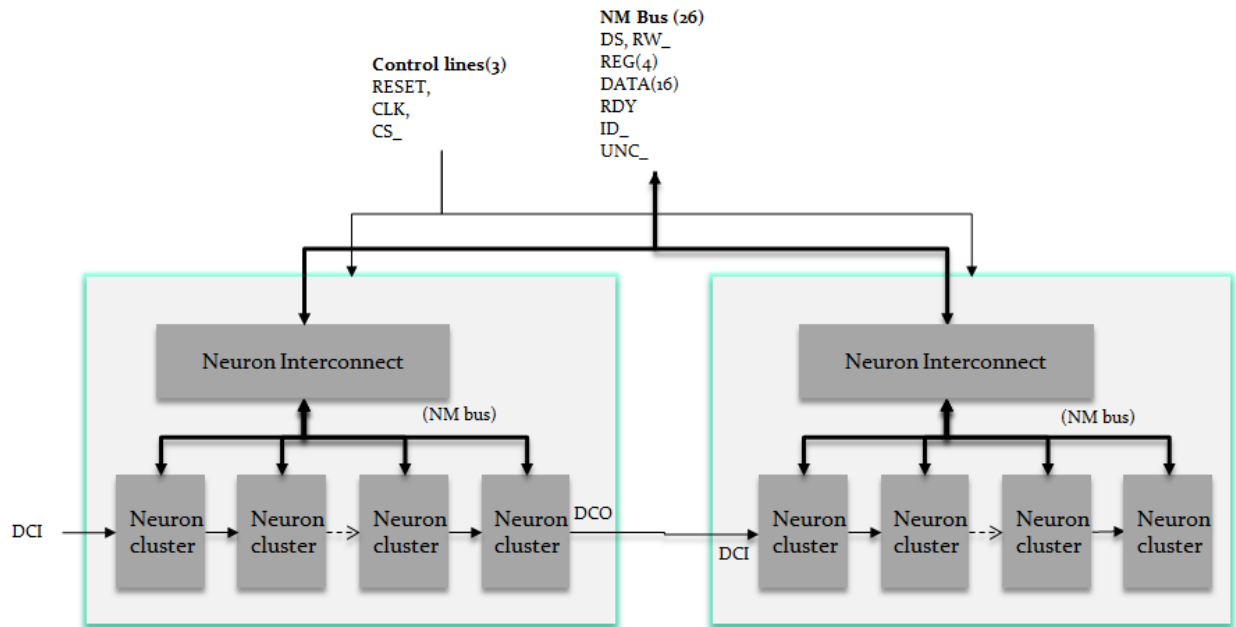 NM Bus (26)
DS, RW_
REG(4)
DATA(16)
RDY
ID_
UNC_
Control lines(3)
RESET,
CLK,
CS_
Neuron Interconnect
(NM bus)
Neuron Interconnect
(NM bus)
DCI
Neuron
cluster
Neuron
cluster
Neuron
cluster
Neuron
cluster
DCO
DCI
Neuron
cluster
Neuron
cluster
Neuron
cluster
Neuron
cluster